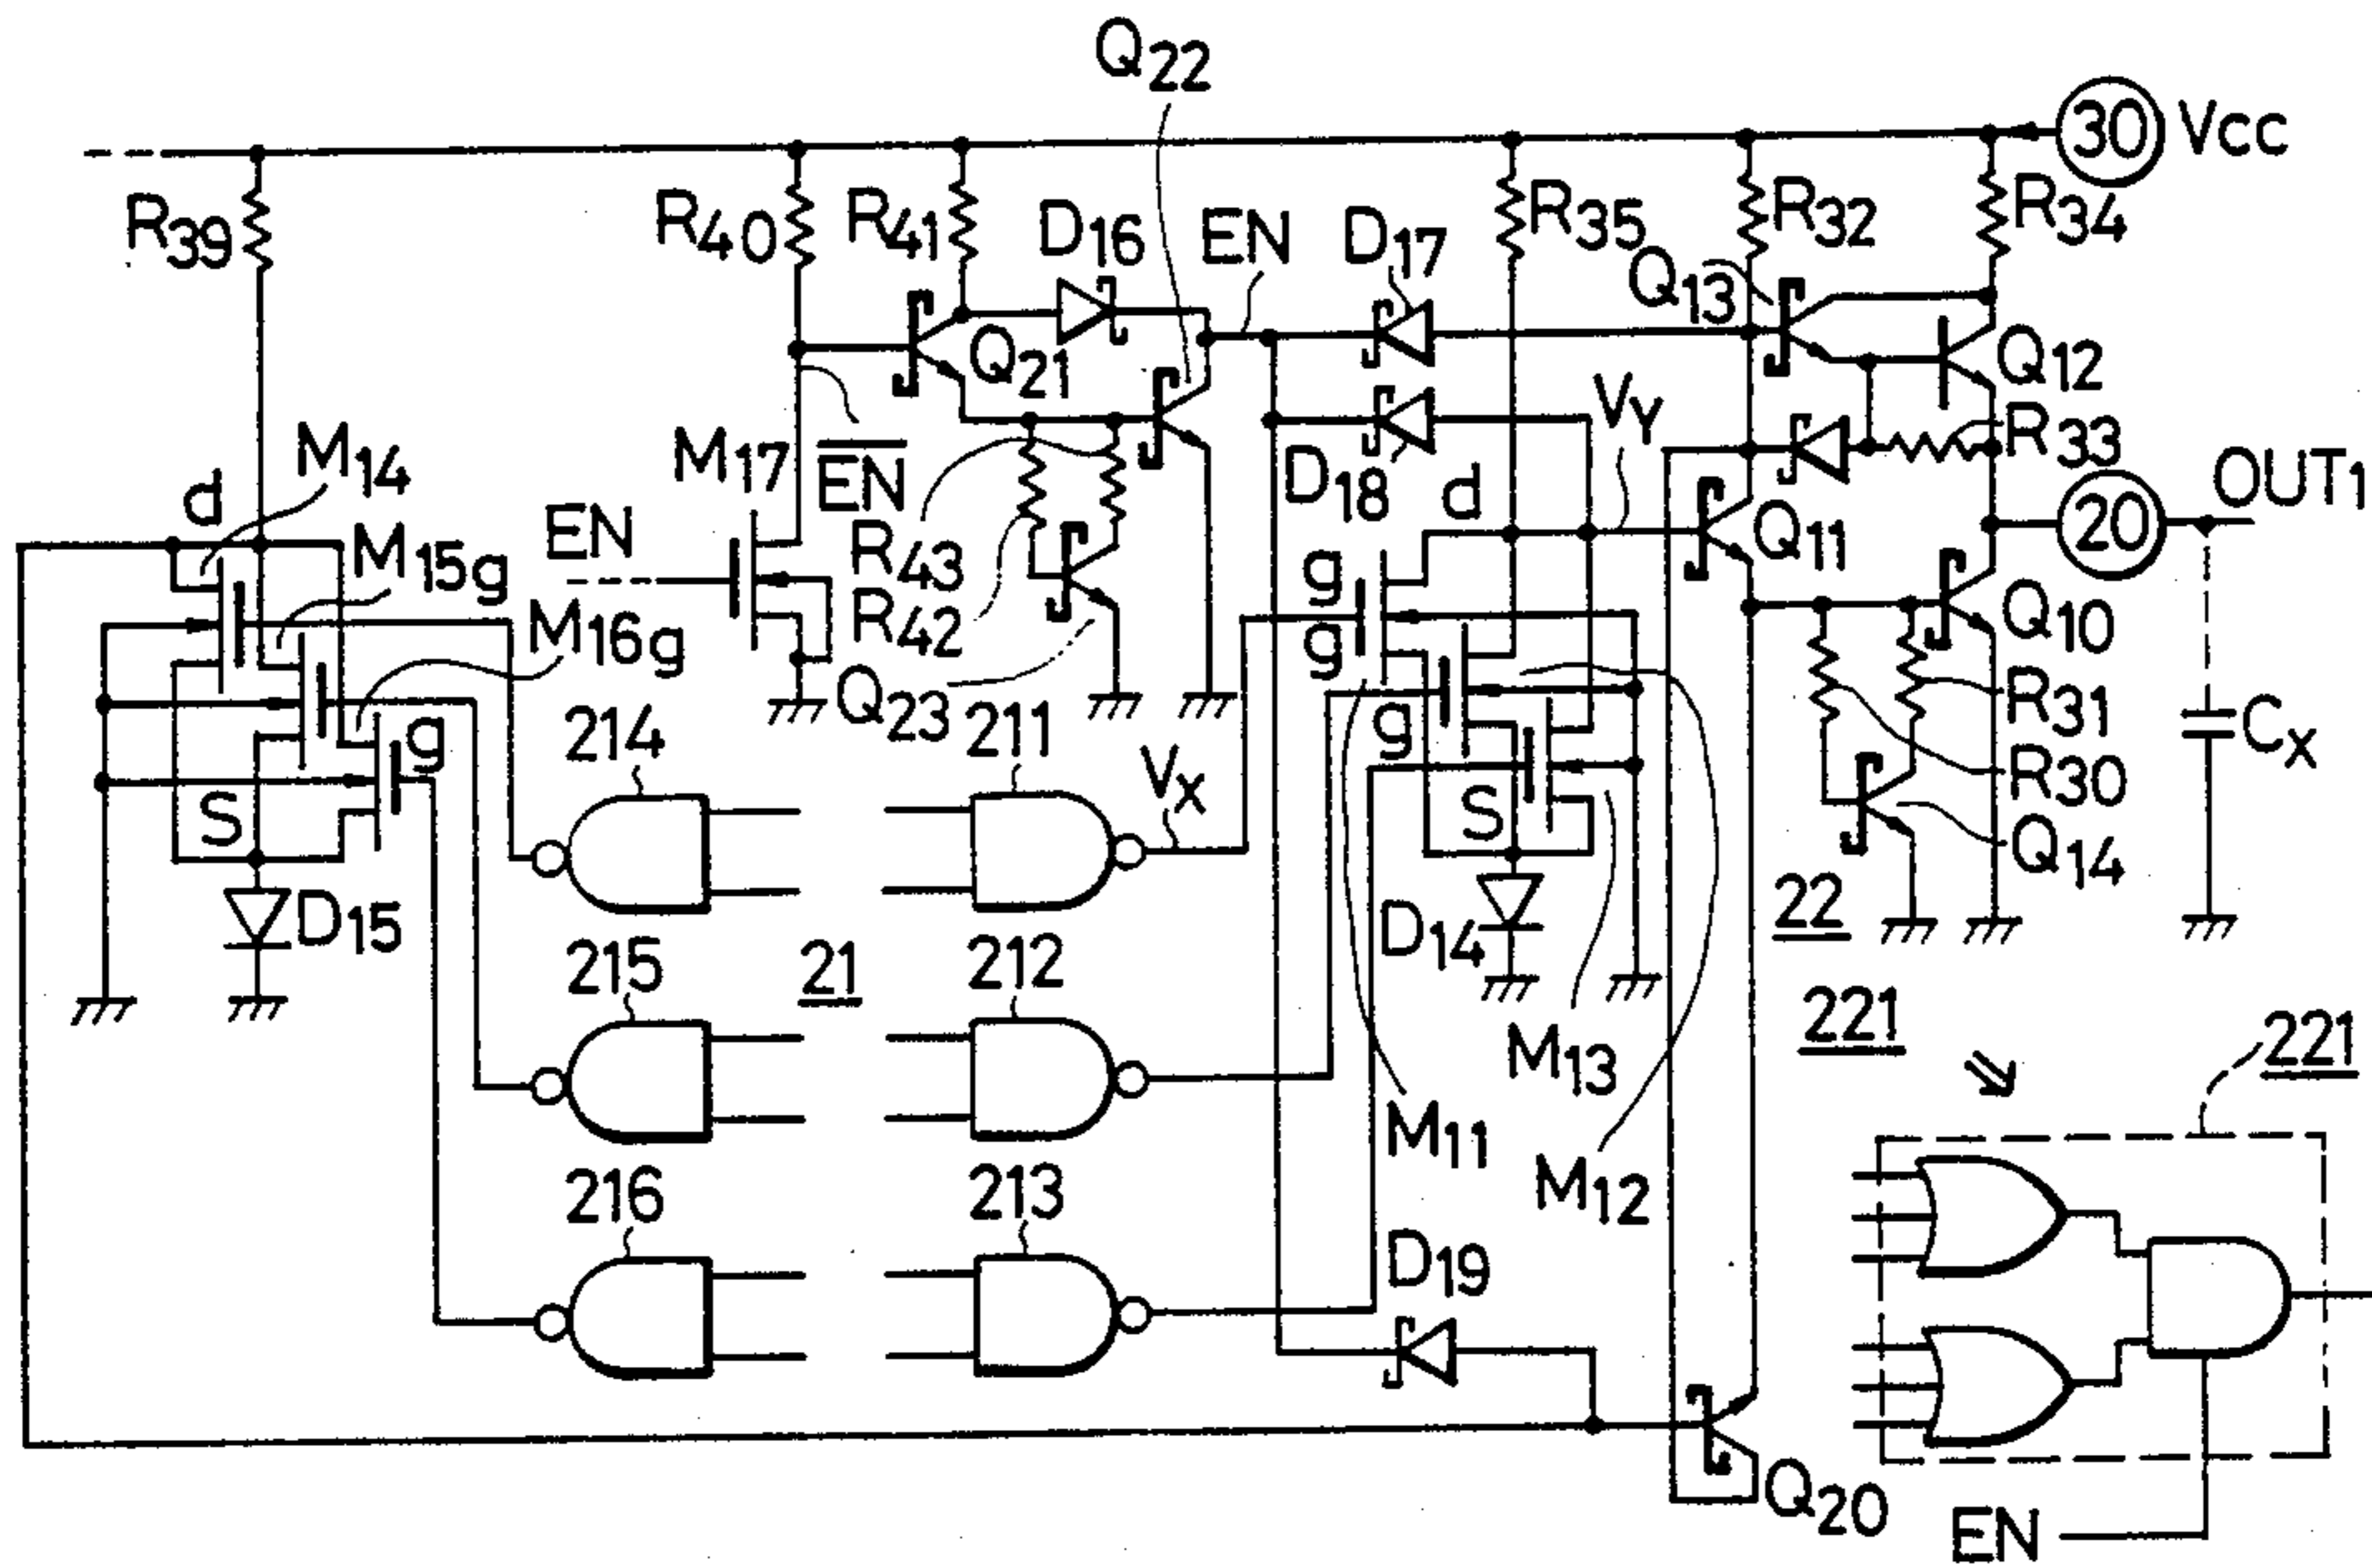 Q22
30 VCC
R39
R40
R41
D16
EN
D17
R35
Q13
R32
R34
Q21
Q12
M14
d
M17
EN
VY
R33
D18
d
OUT1
20
M15g
EN
R43
g
Q11
M16g
R42
g
Q10
g
Q23
214
211
VX
g
R31
CX
S
S
R30
Q14
D15
22
215
21
212
D14
221
M13
221
M11
M12
216
213
D19
Q20
EN